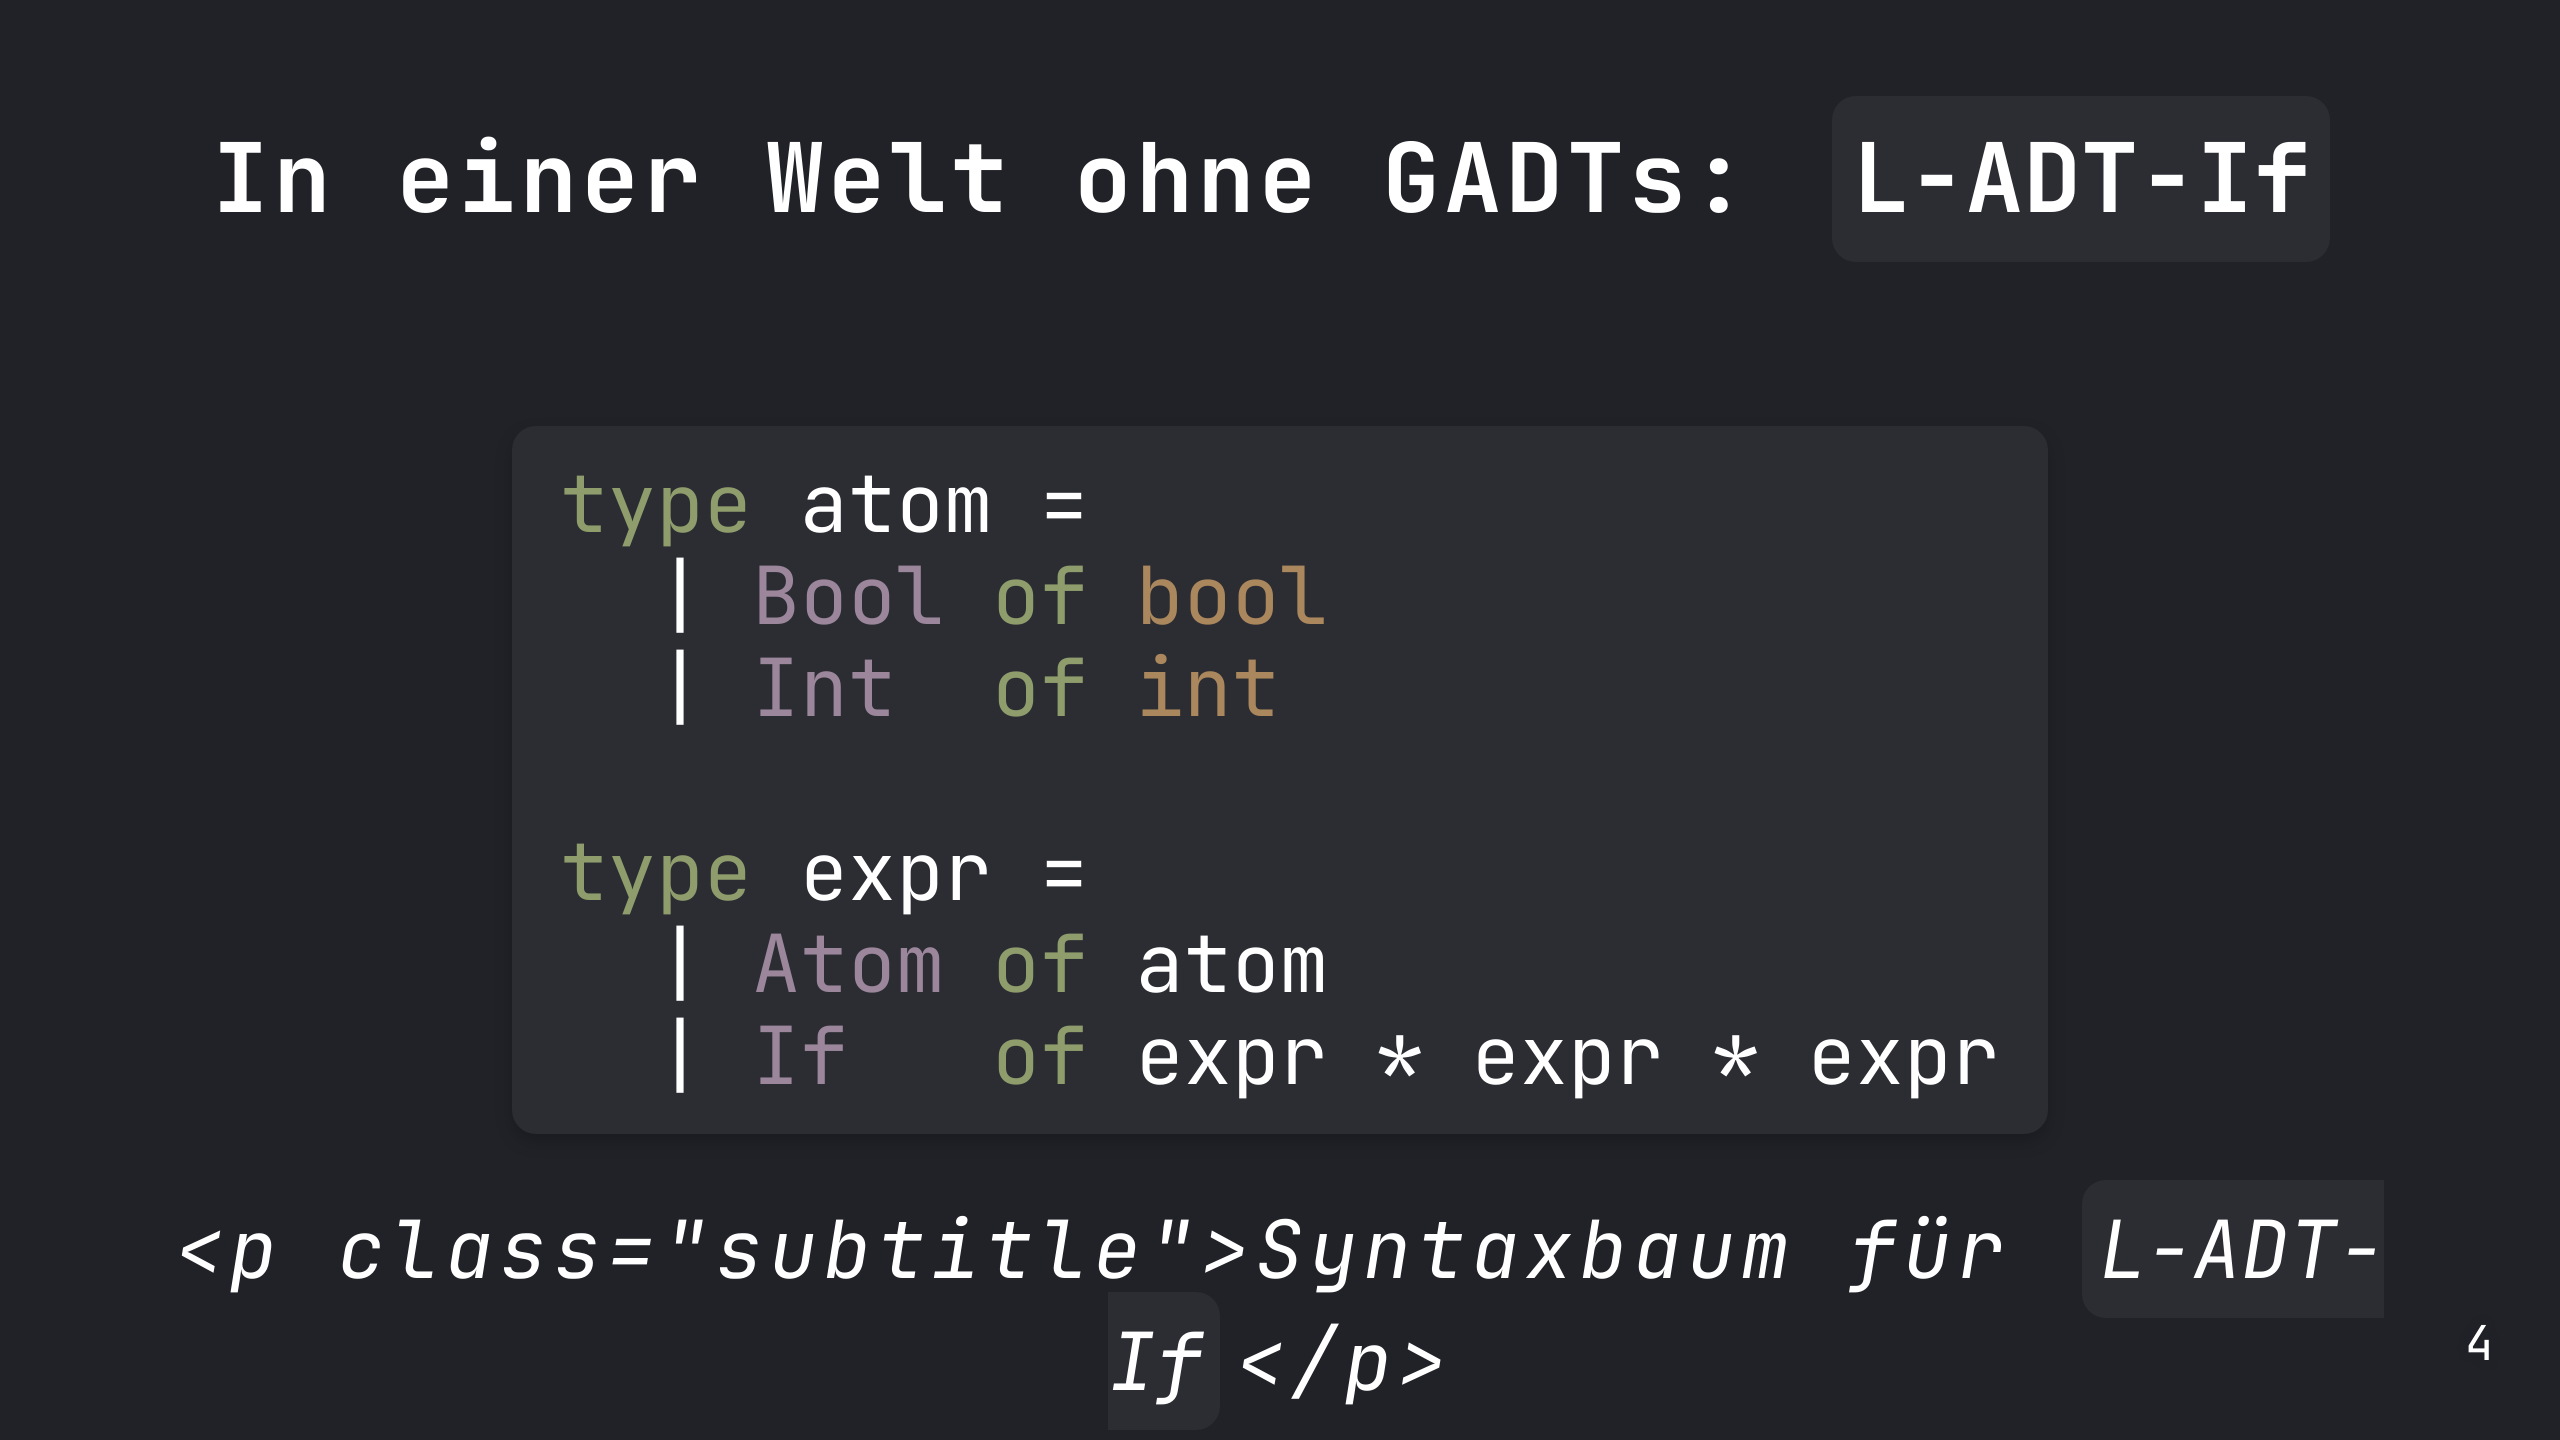 In einer Welt ohne GADTs: L-ADT-If
type atom =
  | Bool of bool
  | Int  of int
type expr =
  | Atom of atom
  | If   of expr * expr * expr
<p class="subtitle">Syntaxbaum für L-ADT-
If</p>
4